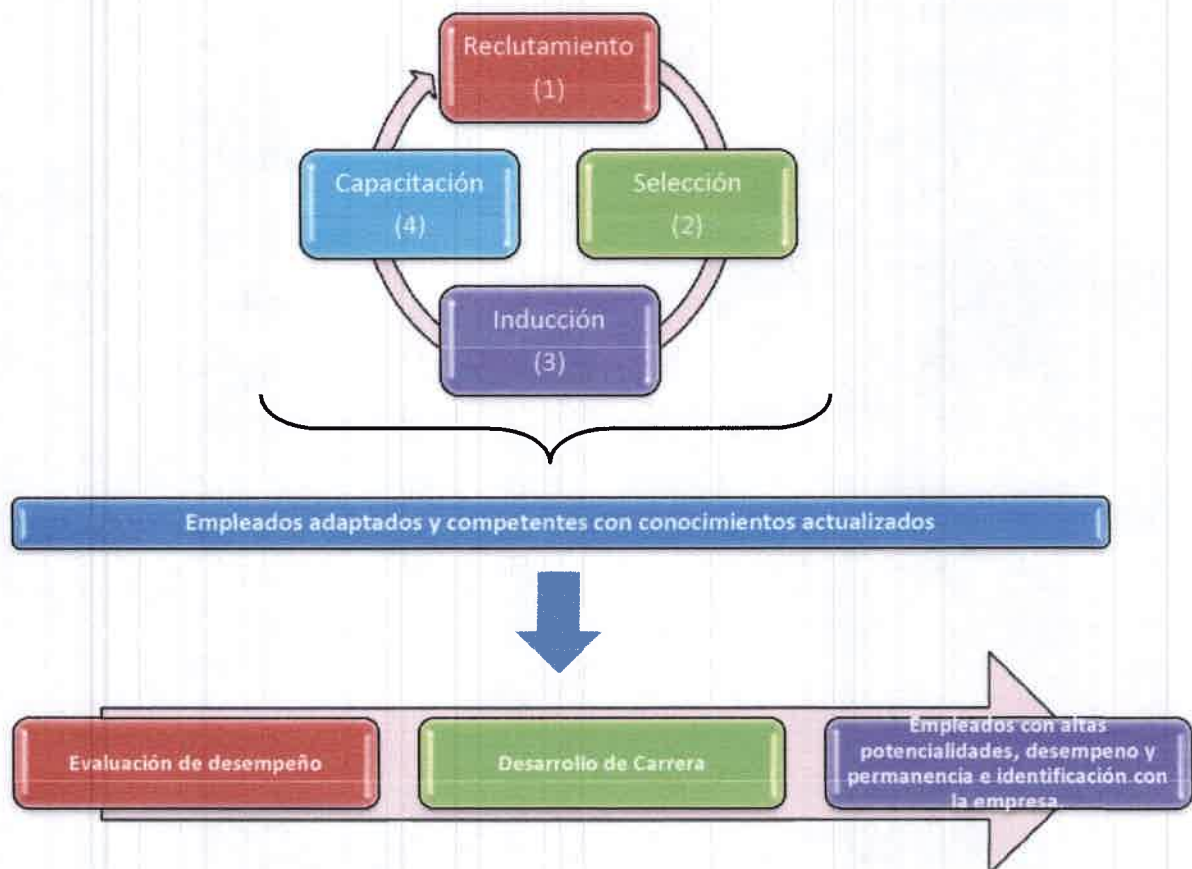 Reclutamiento
(1)
Capacitación
(4)
Selección
(2)
Inducción
(3)
Empleados adaptados y competentes con conocimientos actualizados
Evaluación de desempeño
Desarrollo de Carrera
Empleados con altas
potencialidades, desempeno y
permanencia e identificación con
la empresa.